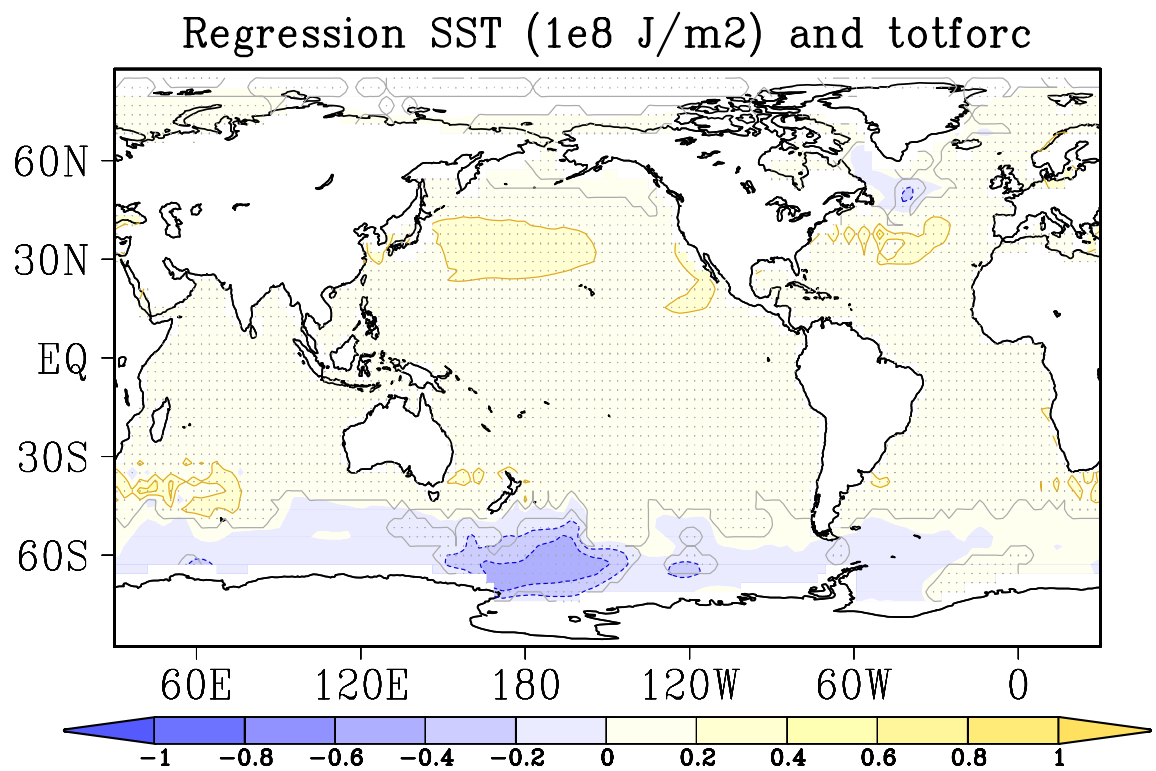 Regression SST (1e8 J/m2) and totforc
60N
30N
EQ
30S
60S
60E 120E 180 120W 60W 0
-1 -0.8 -0.6 -0.4 -0.2 0 0.2 0.4 0.6 0.8 1